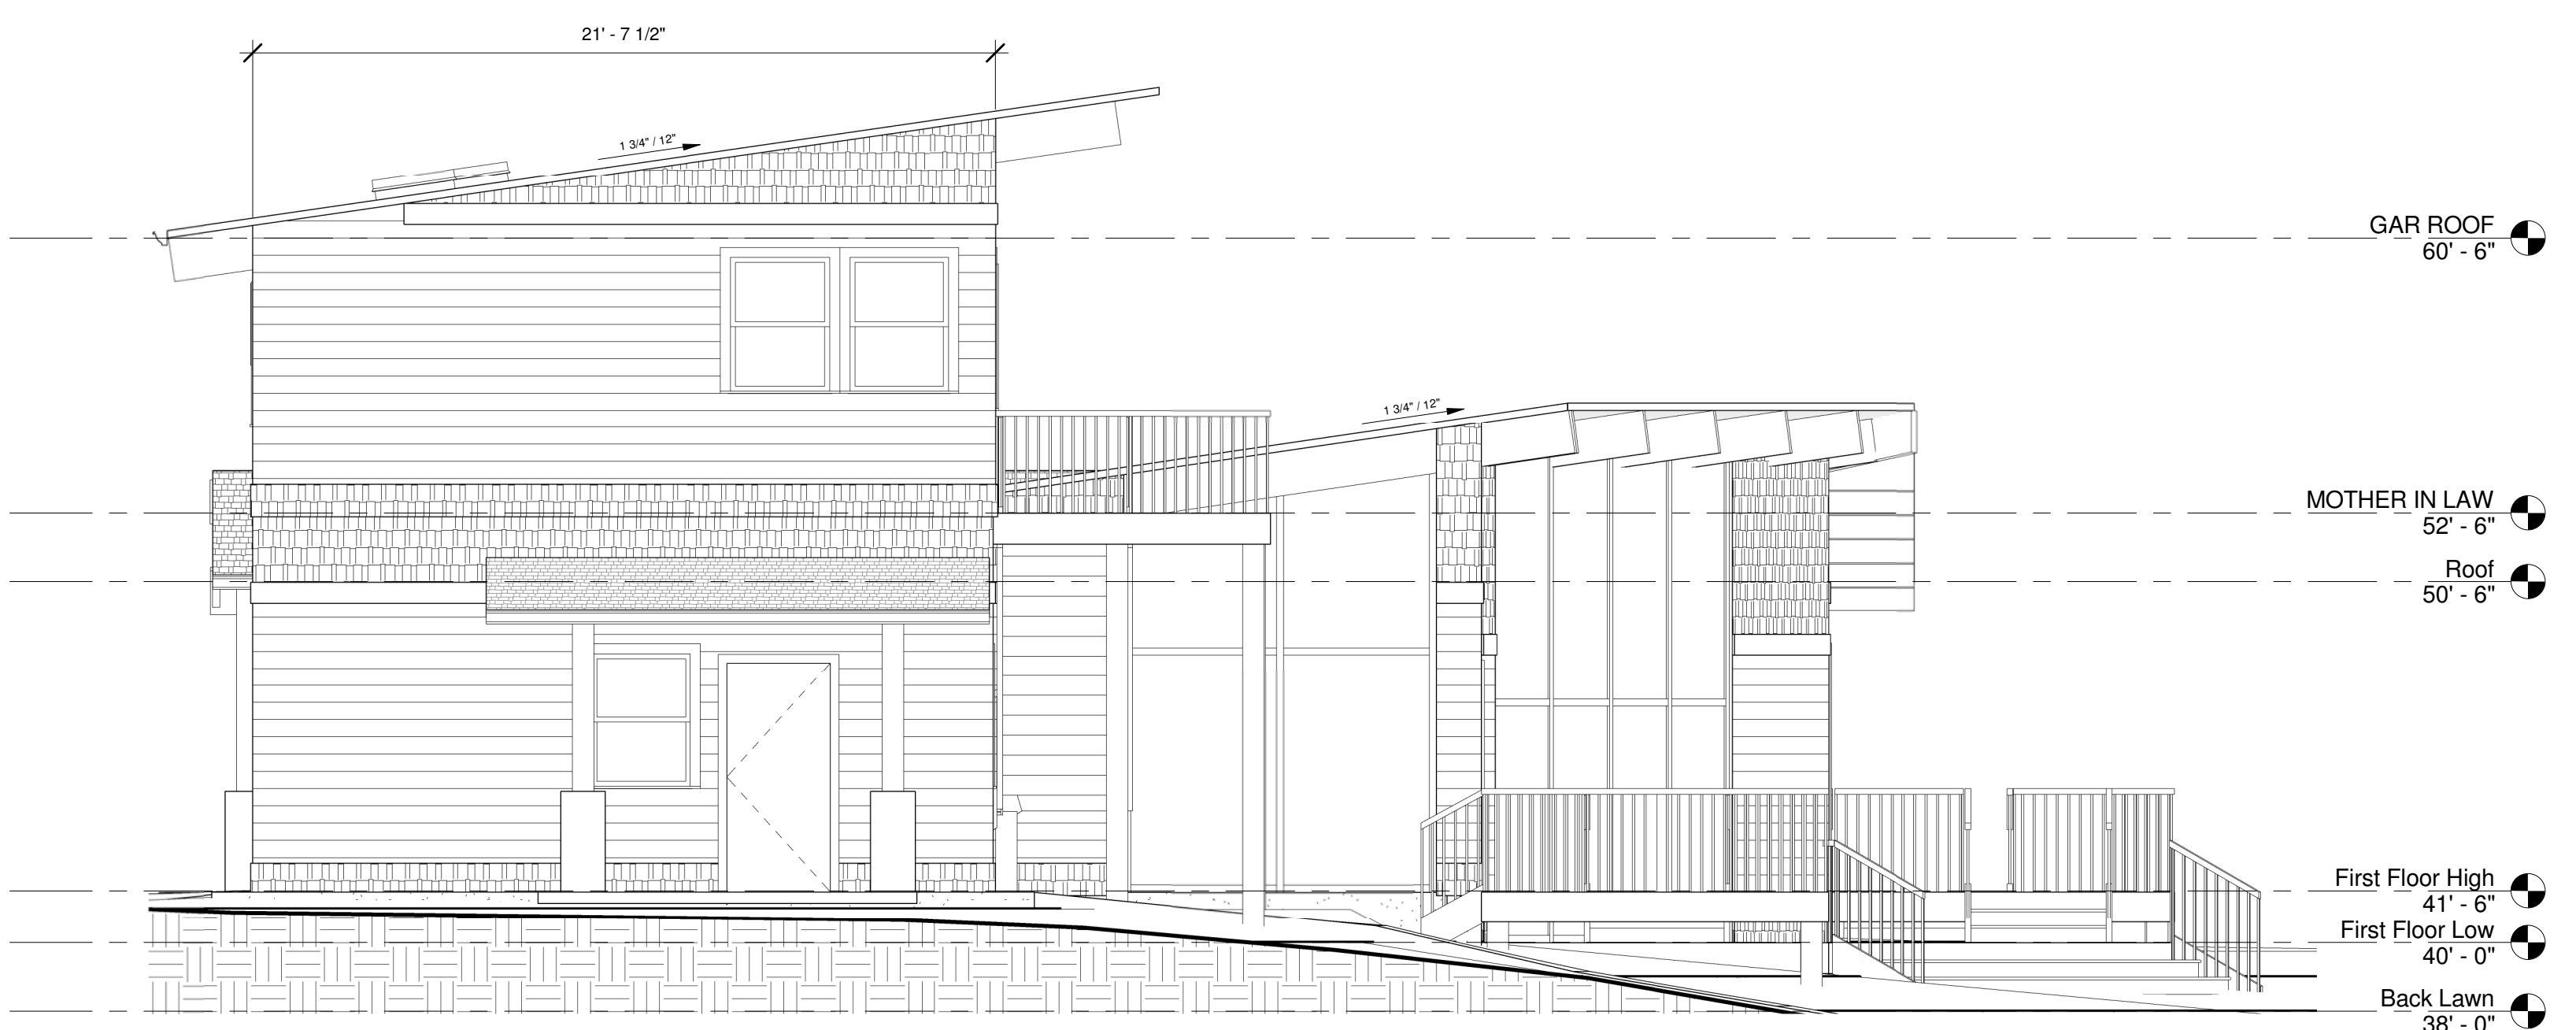 21' - 7 1/2"
1 3/4" / 12"
GAR ROOF
60' - 6"
1 3/4" / 12"
MOTHER IN LAW
52' - 6"
Roof
50' - 6"
First Floor High
41' - 6"
First Floor Low
40' - 0"
Back Lawn
38' - 0"